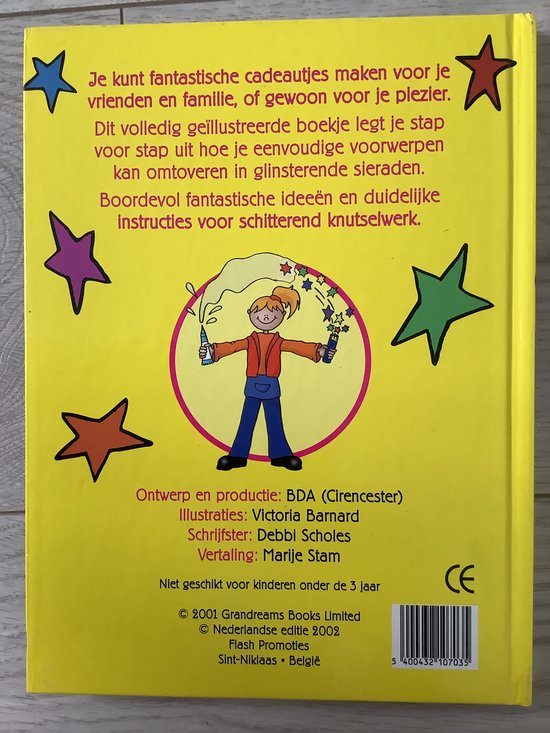 Je kunt fantastische cadeautjes maken voor je
vrienden en familie, of gewoon voor je plezier.
Dit volledig geïllustreerde boekje legt je stap
voor stap uit hoe je eenvoudige voorwerpen
kan omtoveren in glinsterende sieraden.
Boordevol fantastische ideeën en duidelijke
instructies voor schitterend knutselwerk.
Ontwerp en productie: BDA (Cirencester)
Illustraties: Victoria Barnard
Schrijfster: Debbi Scholes
Vertaling: Marije Stam
Niet geschikt voor kinderen onder de 3 jaar
CE
© 2001 Grandreams Books Limited
© Nederlandse editie 2002
Flash Promoties
Sint-Niklaas • België
5 400432 107035